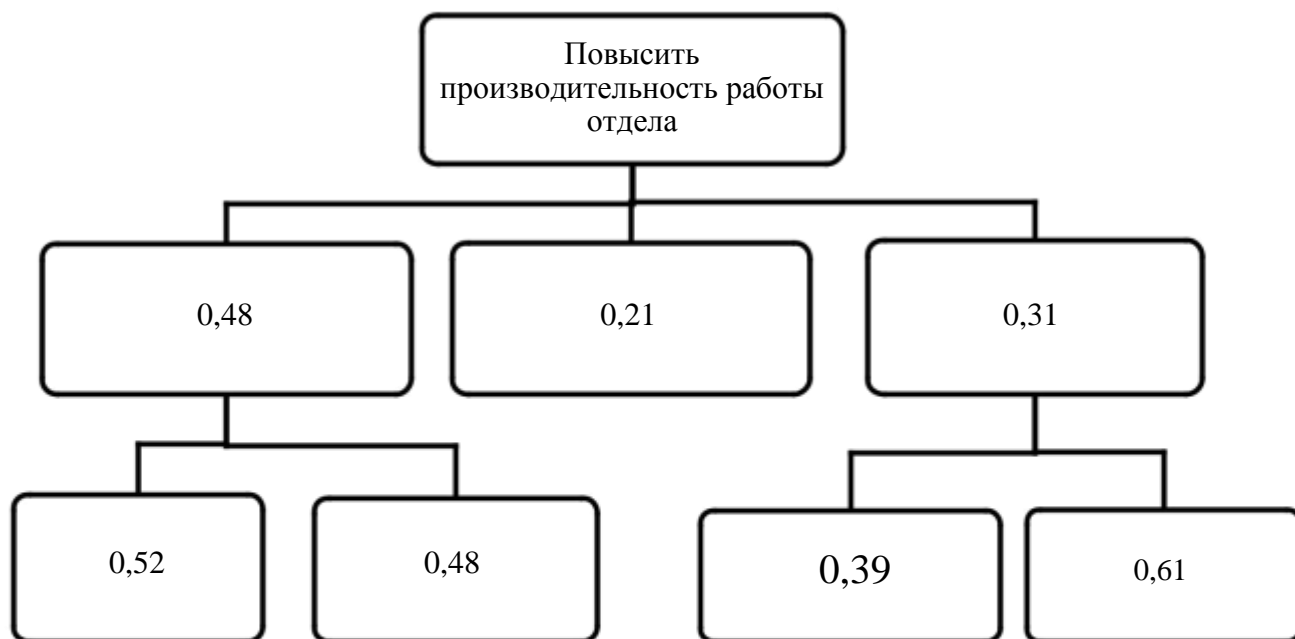 Повысить
производительность работы
отдела
0,48
0,21
0,31
0,52
0,48
0,39
0,61